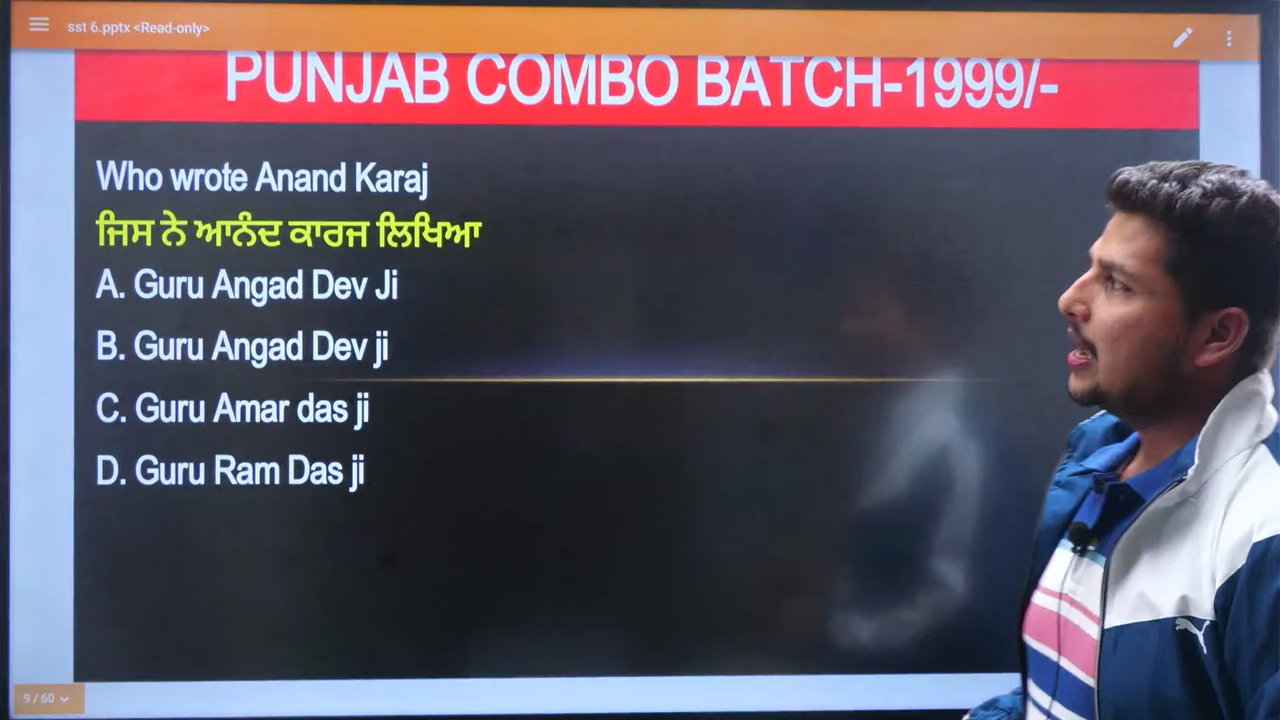 sst 6.pptx <Read-only>
PUNJAB COMBO BATCH-1999/-
Who wrote Anand Karaj
ਜਿਸ ਨੇ ਆਨੰਦ ਕਾਰਜ ਲਿਖਿਆ
A. Guru Angad Dev Ji
B. Guru Angad Dev ji
C. Guru Amar das ji
D. Guru Ram Das ji
9 / 60